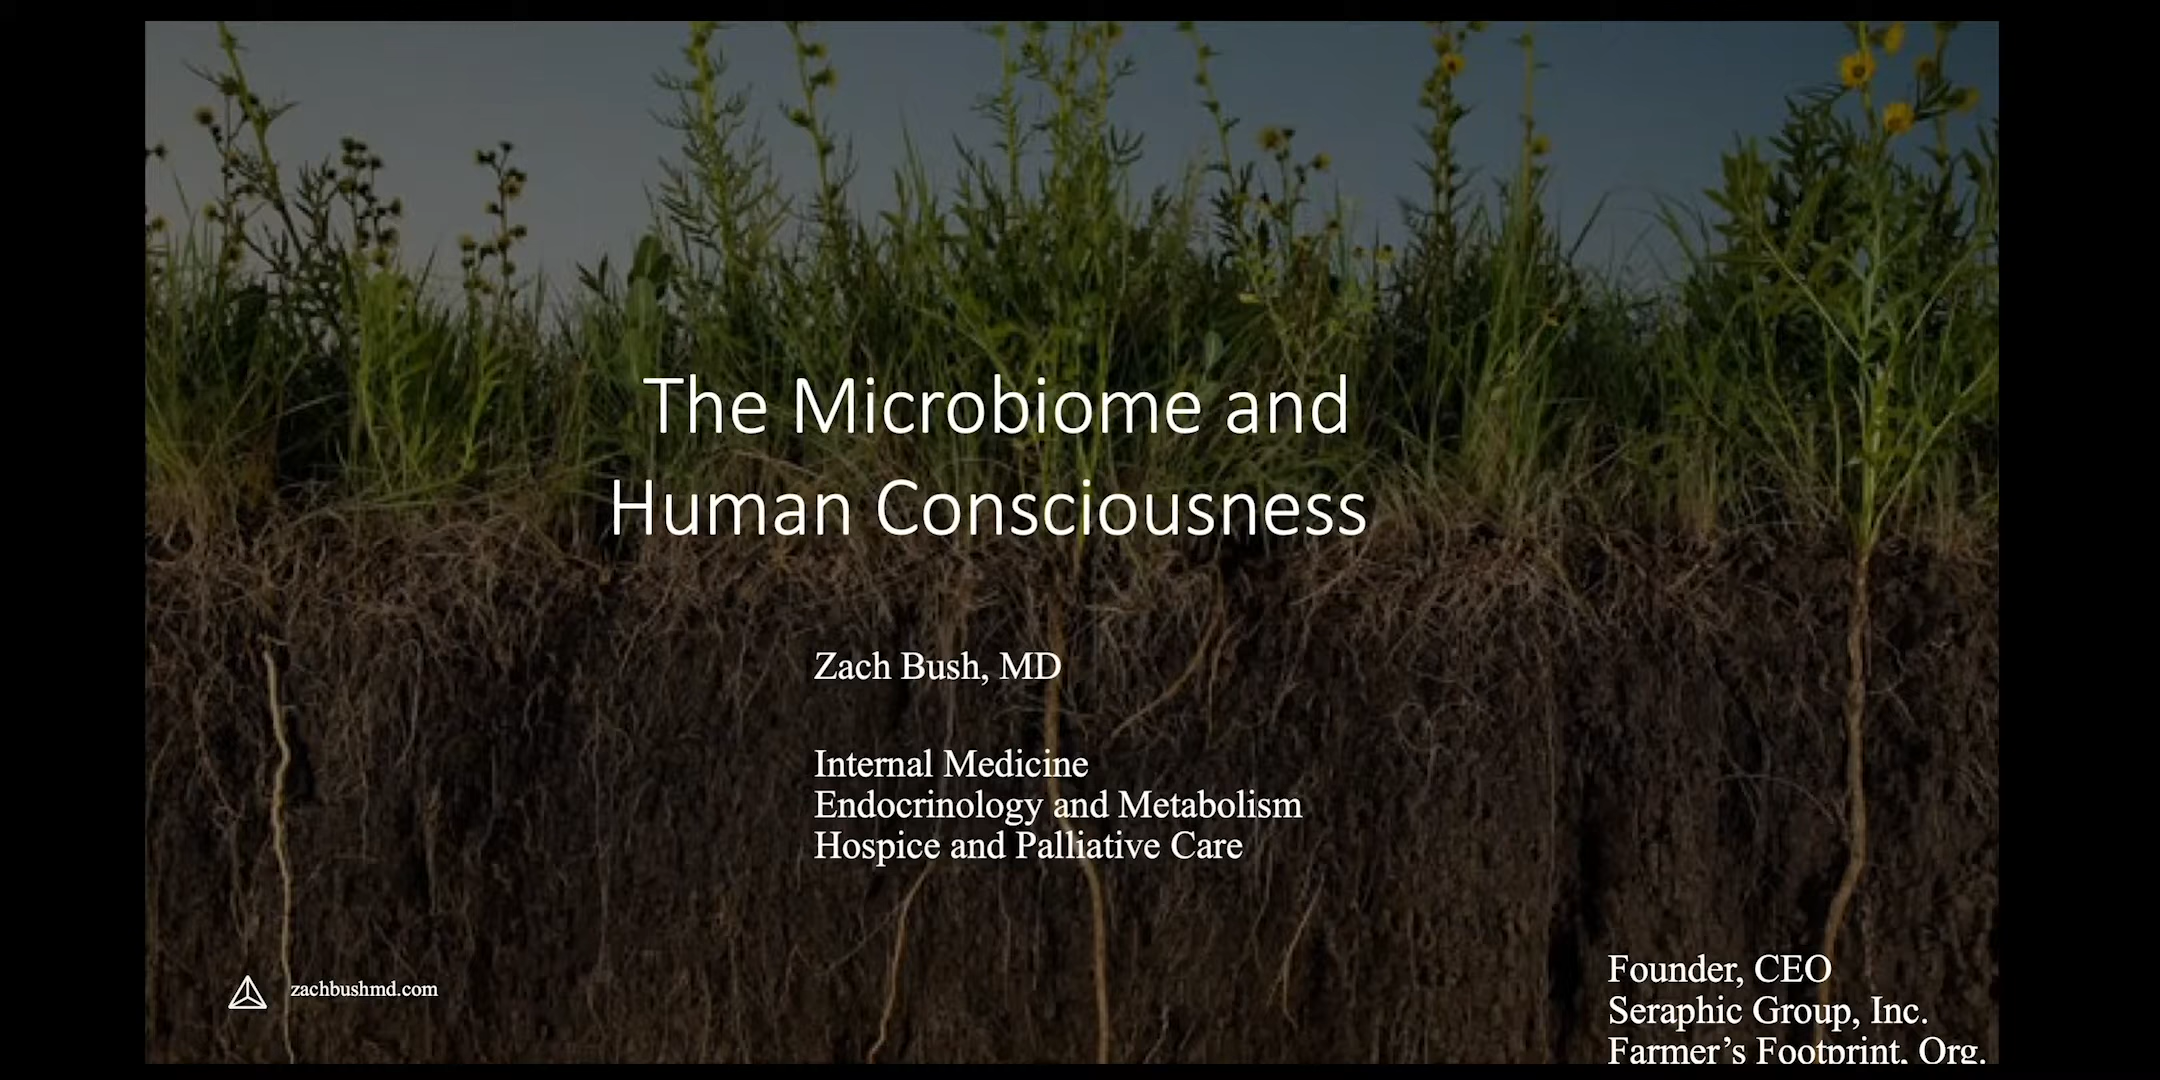 The Microbiome and
Human Consciousness
Zach Bush, MD
Internal Medicine
Endocrinology and Metabolism
Hospice and Palliative Care
zachbushmd.com
Founder, CEO
Seraphic Group, Inc.
Farmer’s Footprint, Org.